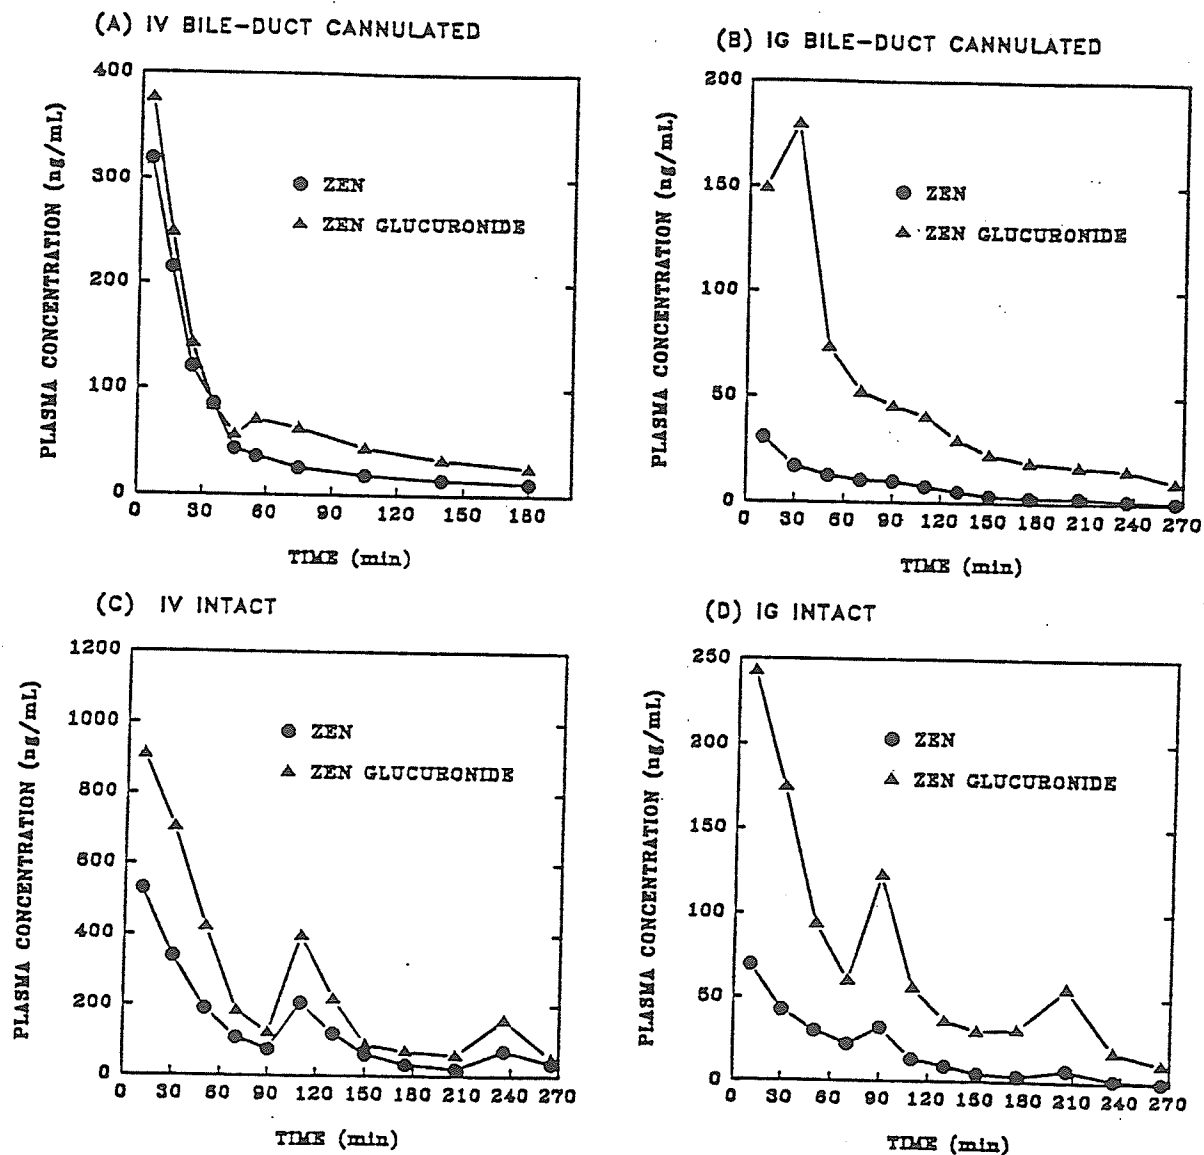 (A) IV BILE-DUCT CANNULATED
400
300
200
100
0
0 30 60 90 120 150 180
PLASMA CONCENTRATION (ng/mL)
TIME (min)
ZEN
ZEN GLUCURONIDE
(B) IG BILE-DUCT CANNULATED
200
150
100
50
0
0 30 60 90 120 150 180 210 240 270
PLASMA CONCENTRATION (ng/mL)
TIME (min)
ZEN
ZEN GLUCURONIDE
(C) IV INTACT
1200
1000
800
600
400
200
0
0 30 60 90 120 150 180 210 240 270
PLASMA CONCENTRATION (ng/mL)
TIME (min)
ZEN
ZEN GLUCURONIDE
(D) IG INTACT
250
200
150
100
50
0
0 30 60 90 120 150 180 210 240 270
PLASMA CONCENTRATION (ng/mL)
TIME (min)
ZEN
ZEN GLUCURONIDE